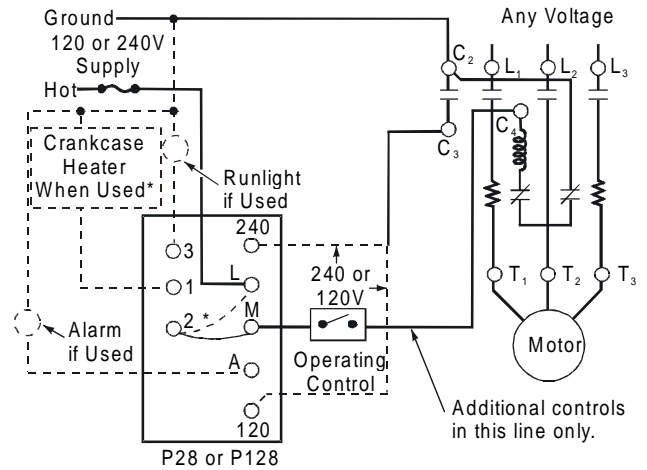 Ground
120 or 240V
Supply
Hot
Any Voltage
C2
L1
L2
L3
C4
C3
Crankcase
Heater
When Used*
Runlight
if Used
240
3
L
1
240 or
120V
T1
T2
T3
2 *
M
Alarm
if Used
A
Operating
Control
Motor
120
Additional controls
in this line only.
P28 or P128